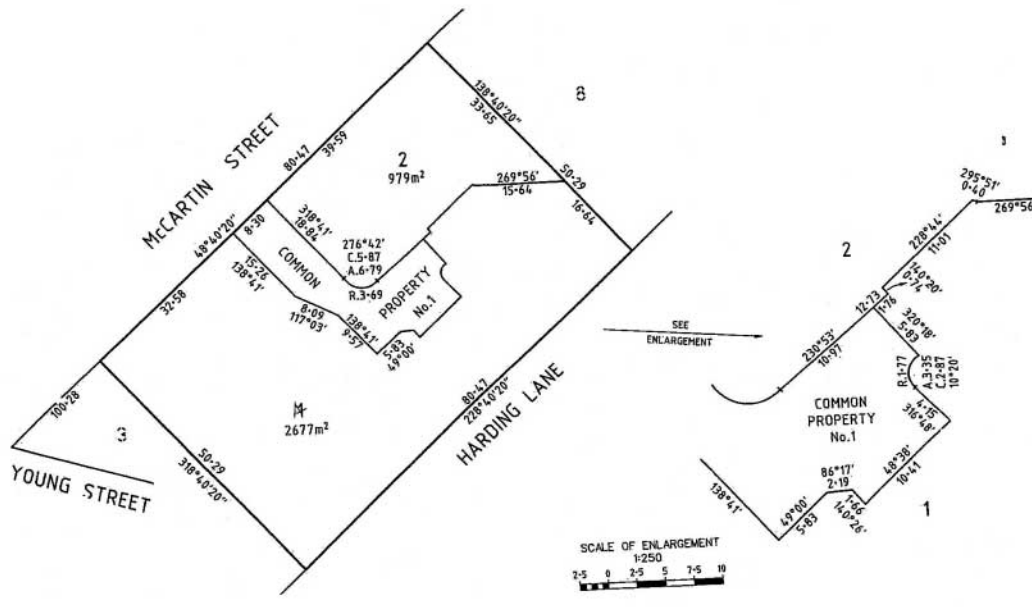 McCARTIN STREET
48°40'20"
80·47
39·59
8·30
32·58
100·28
138°40'20"
33·65
8
50·29
16·64
2
979m²
269°56'
15·64
318°41'
18·84
276°42'
C.5·87
A.6·79
R.3·69
COMMON
PROPERTY
No.1
15·26
138°41'
8·09
117°03'
138°41'
9·57
5·83
49°00'
2677m²
3
YOUNG STREET
50·29
318°40'20"
80·47
228°40'20"
HARDING LANE
SEE
ENLARGEMENT
295°51'
0·40
269°56
2
228°44'
11·01
140°20'
0·74
12·73
1·76
230°53'
10·97
320°18'
5·83
R.1·77
A.3·35
C.2·87
10°20'
COMMON
PROPERTY
No.1
4·15
316°48'
48°38'
10·41
86°17'
2·19
1·66
140°26'
49°00'
5·83
138°41'
1
SCALE OF ENLARGEMENT
1:250
2·5 0 2·5 5 7·5 10